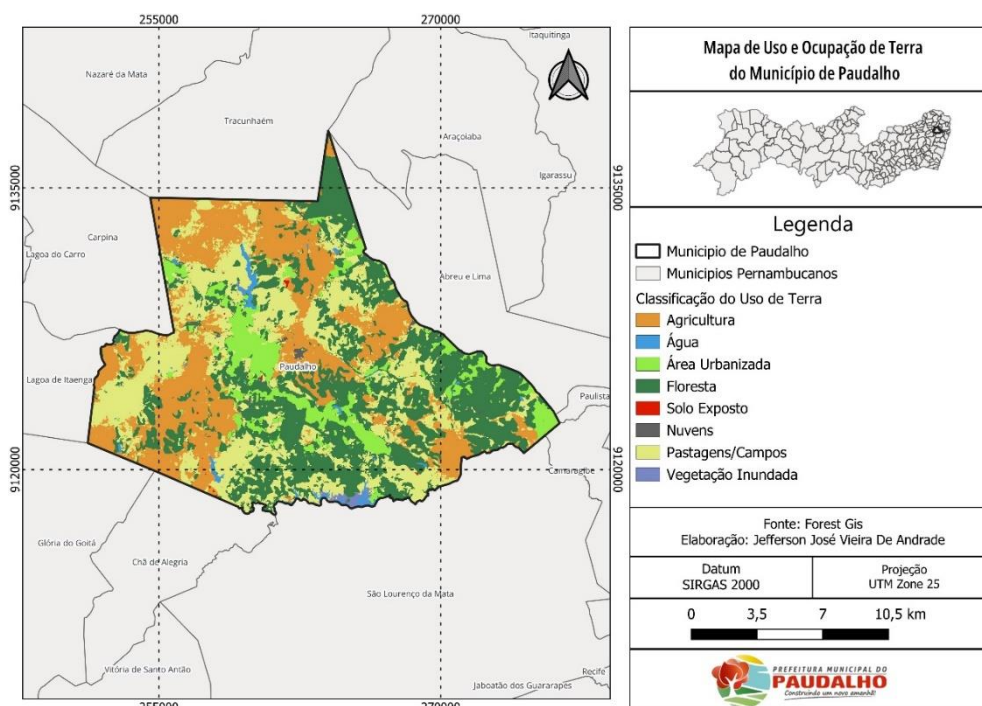 255000
270000
Itaquitinga
Nazaré da Mata
Tracunhaém
Araçoiaba
Igarassu
9135000
9135000
Carpina
Lagoa do Carro
Abreu e Lima
Lagoa de Itaenga
Paudalho
Paulista
9120000
9120000
Camaragibe
Glória do Goitá
Chã de Alegria
São Lourenço da Mata
Vitória de Santo Antão
Recife
Jaboatão dos Guararapes
255000
270000
Mapa de Uso e Ocupação de Terra
do Município de Paudalho
Legenda
Municipio de Paudalho
Municipios Pernambucanos
Classificação do Uso de Terra
Agricultura
Água
Área Urbanizada
Floresta
Solo Exposto
Nuvens
Pastagens/Campos
Vegetação Inundada
Fonte: Forest Gis
Elaboração: Jefferson José Vieira De Andrade
Datum
SIRGAS 2000
Projeção
UTM Zone 25
0 3,5 7 10,5 km
PREFEITURA MUNICIPAL DO
PAUDALHO
Construindo um novo amanhã!